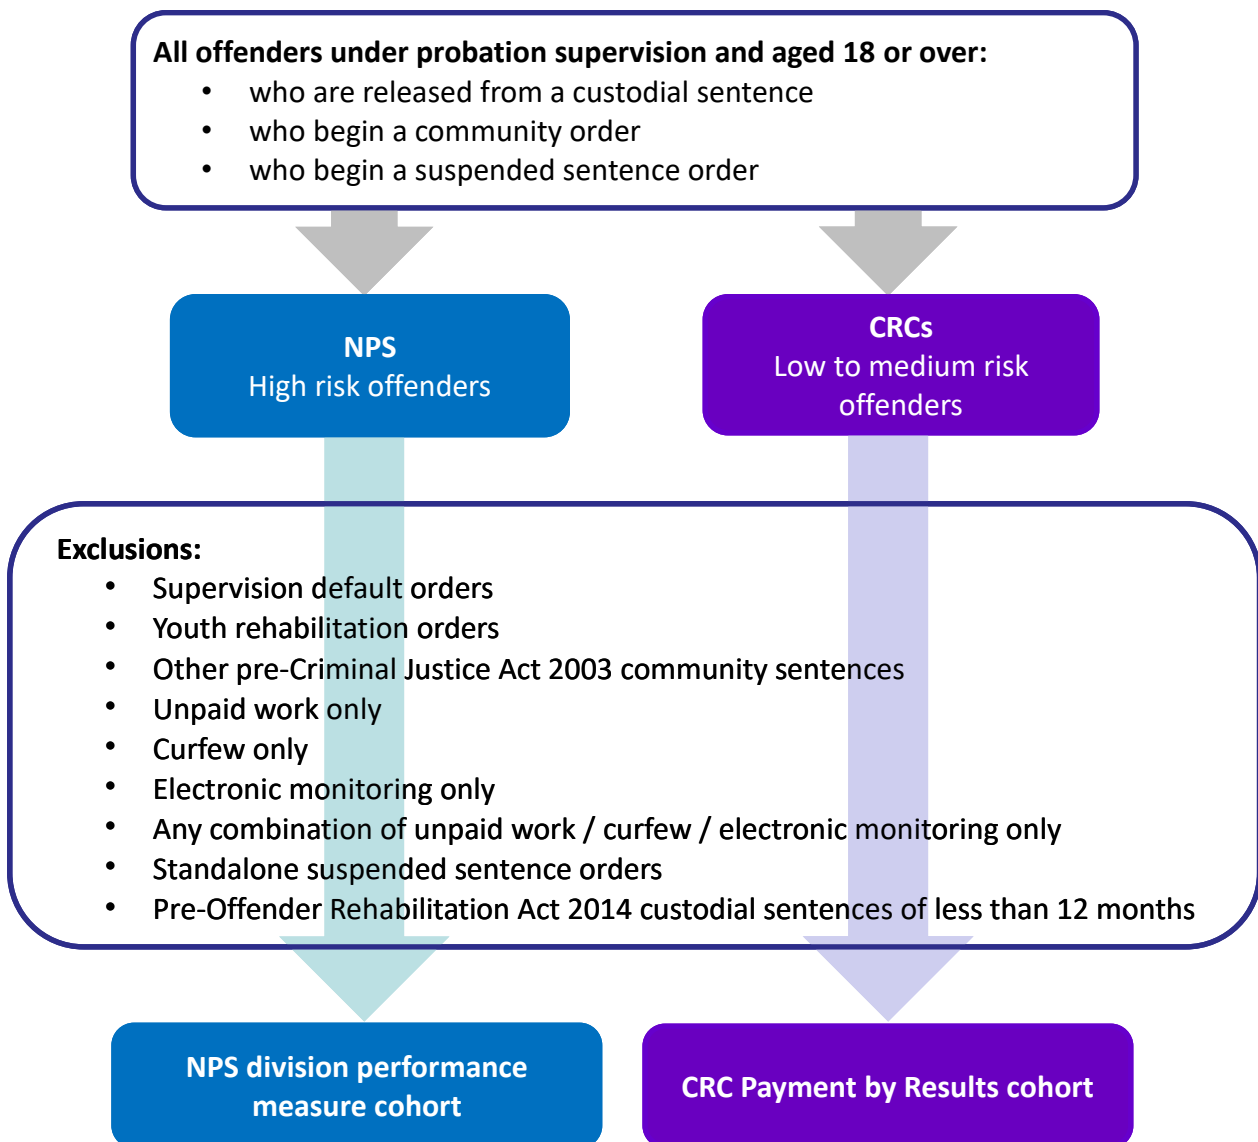 All offenders under probation supervision and aged 18 or over:
• who are released from a custodial sentence
• who begin a community order
• who begin a suspended sentence order
NPS
High risk offenders
CRCs
Low to medium risk
offenders
Exclusions:
• Supervision default orders
• Youth rehabilitation orders
• Other pre-Criminal Justice Act 2003 community sentences
• Unpaid work only
• Curfew only
• Electronic monitoring only
• Any combination of unpaid work / curfew / electronic monitoring only
• Standalone suspended sentence orders
• Pre-Offender Rehabilitation Act 2014 custodial sentences of less than 12 months
NPS division performance
measure cohort
CRC Payment by Results cohort